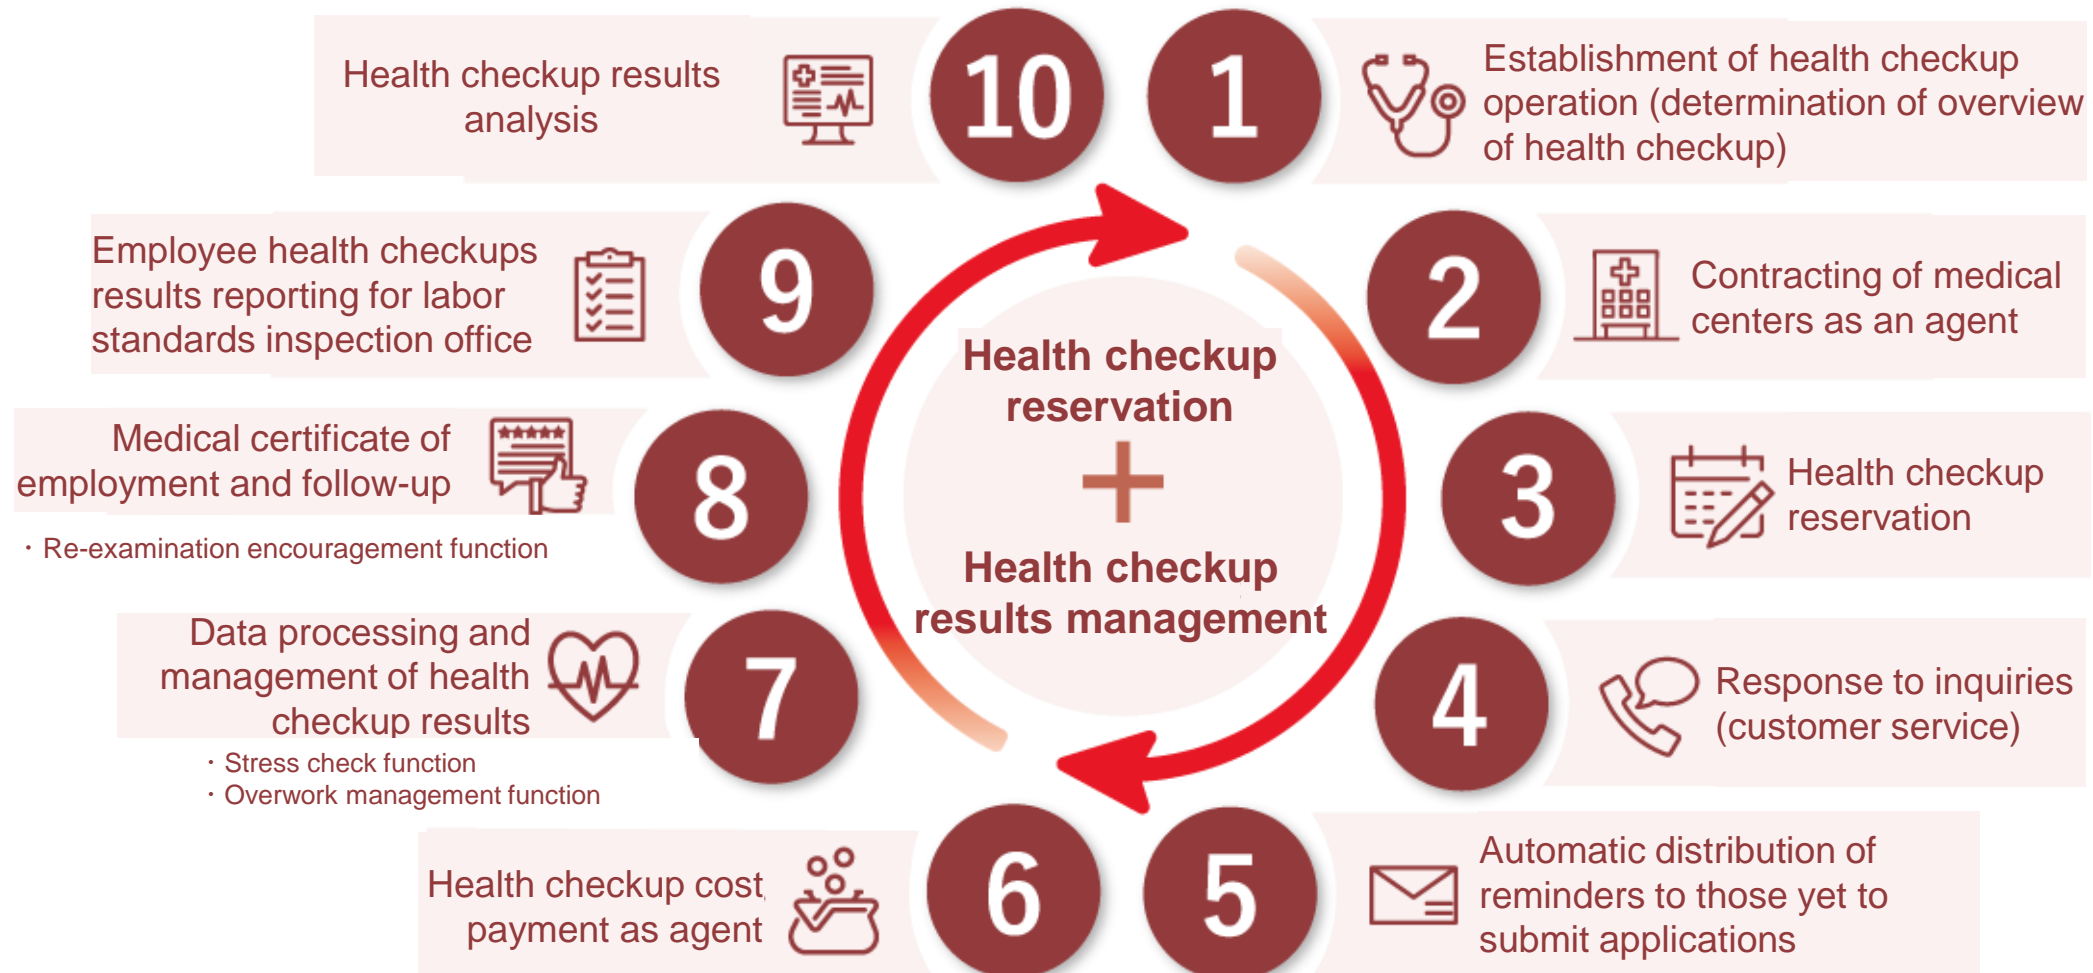 1
Establishment of health checkup
operation (determination of overview
of health checkup)
2
Contracting of medical
centers as an agent
3
Health checkup
reservation
4
Response to inquiries
(customer service)
5
Automatic distribution of
reminders to those yet to
submit applications
6
Health checkup cost
payment as agent
7
Data processing and
management of health
checkup results
・Stress check function
・Overwork management function
8
Medical certificate of
employment and follow-up
・Re-examination encouragement function
9
Employee health checkups
results reporting for labor
standards inspection office
10
Health checkup results
analysis
Health checkup
reservation
+
Health checkup
results management